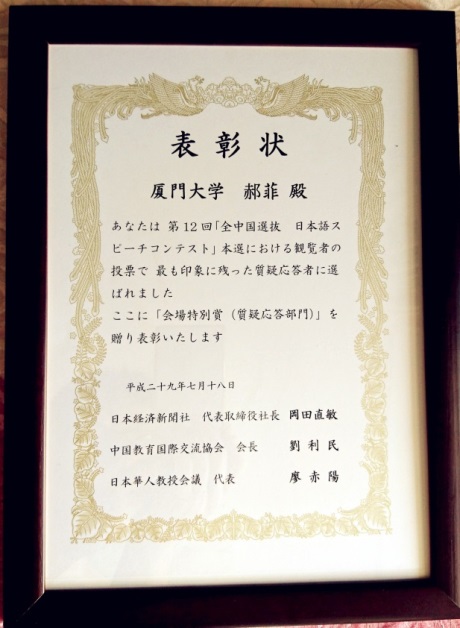 表彰状
厦門大学 郝菲 殿
あなたは 第12回「全中国選抜 日本語ス
ピーチコンテスト」本選における観覧者の
投票で 最も印象に残った質疑応答者に選
ばれました
ここに「会場特別賞（質疑応答部門）」を
贈り表彰いたします
平成二十九年七月十八日
日本経済新聞社 代表取締役社長 岡田直敏
中国教育国際交流協会 会長 劉利民
日本華人教授会議 代表 廖赤陽